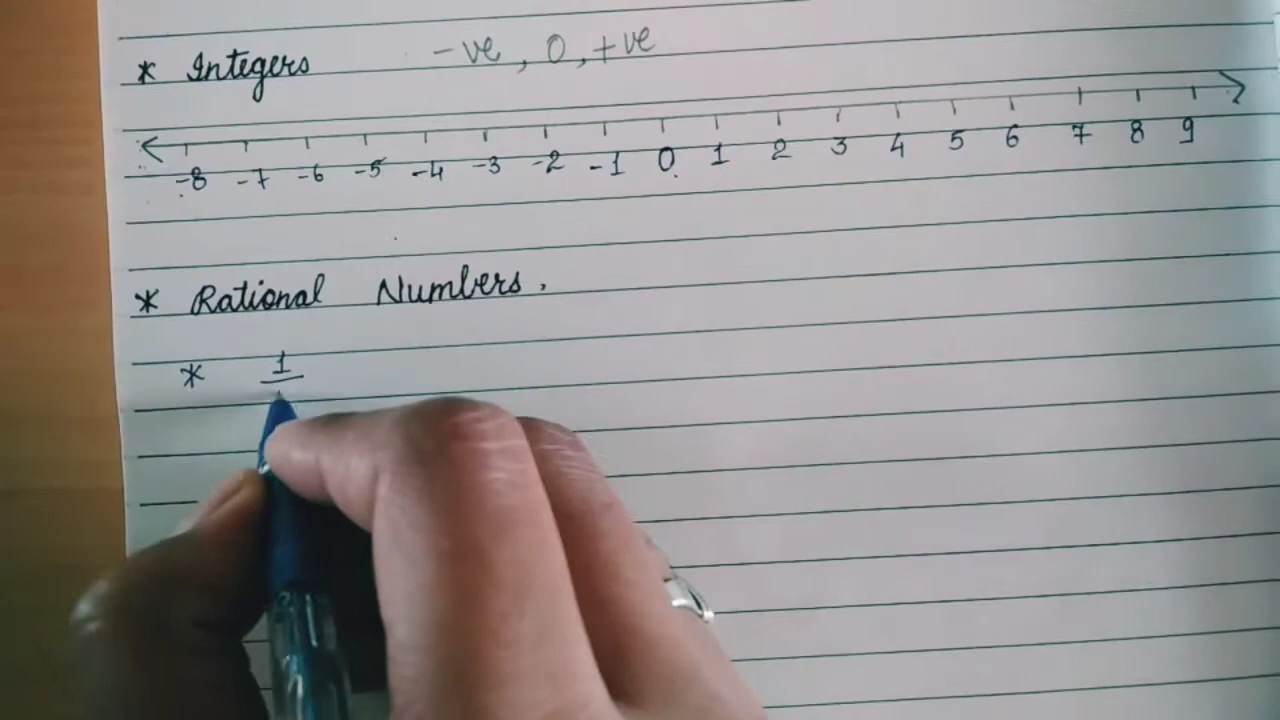 * Integers -ve, 0, +ve
-8 -7 -6 -5 -4 -3 -2 -1 0 1 2 3 4 5 6 7 8 9
* Rational Numbers.
* 1